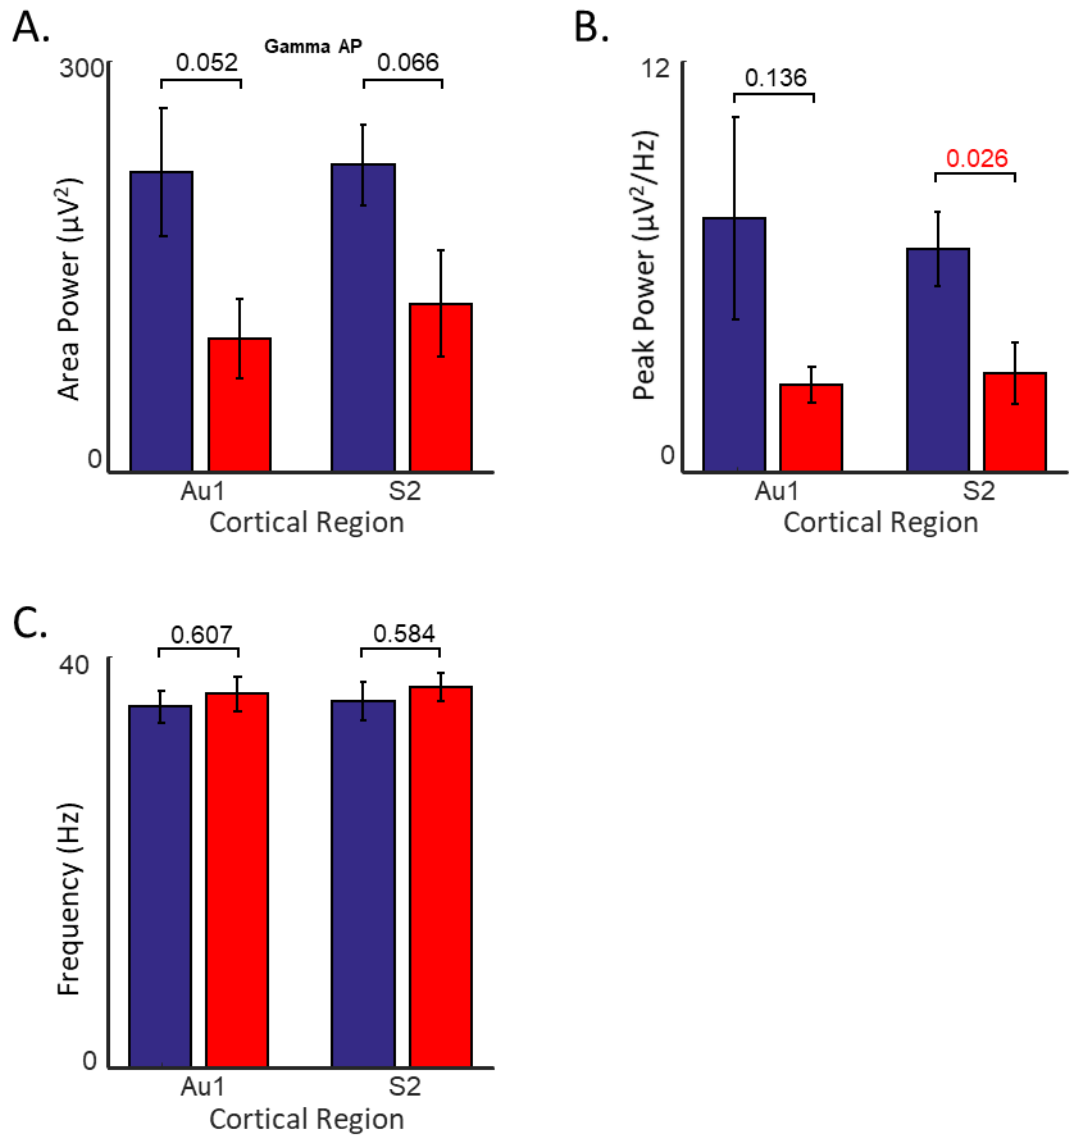 A.
Gamma AP
300
0.052
0.066
Area Power (µV²)
0
Au1
S2
Cortical Region
B.
12
0.136
0.026
Peak Power (µV²/Hz)
0
Au1
S2
Cortical Region
C.
40
0.607
0.584
Frequency (Hz)
0
Au1
S2
Cortical Region